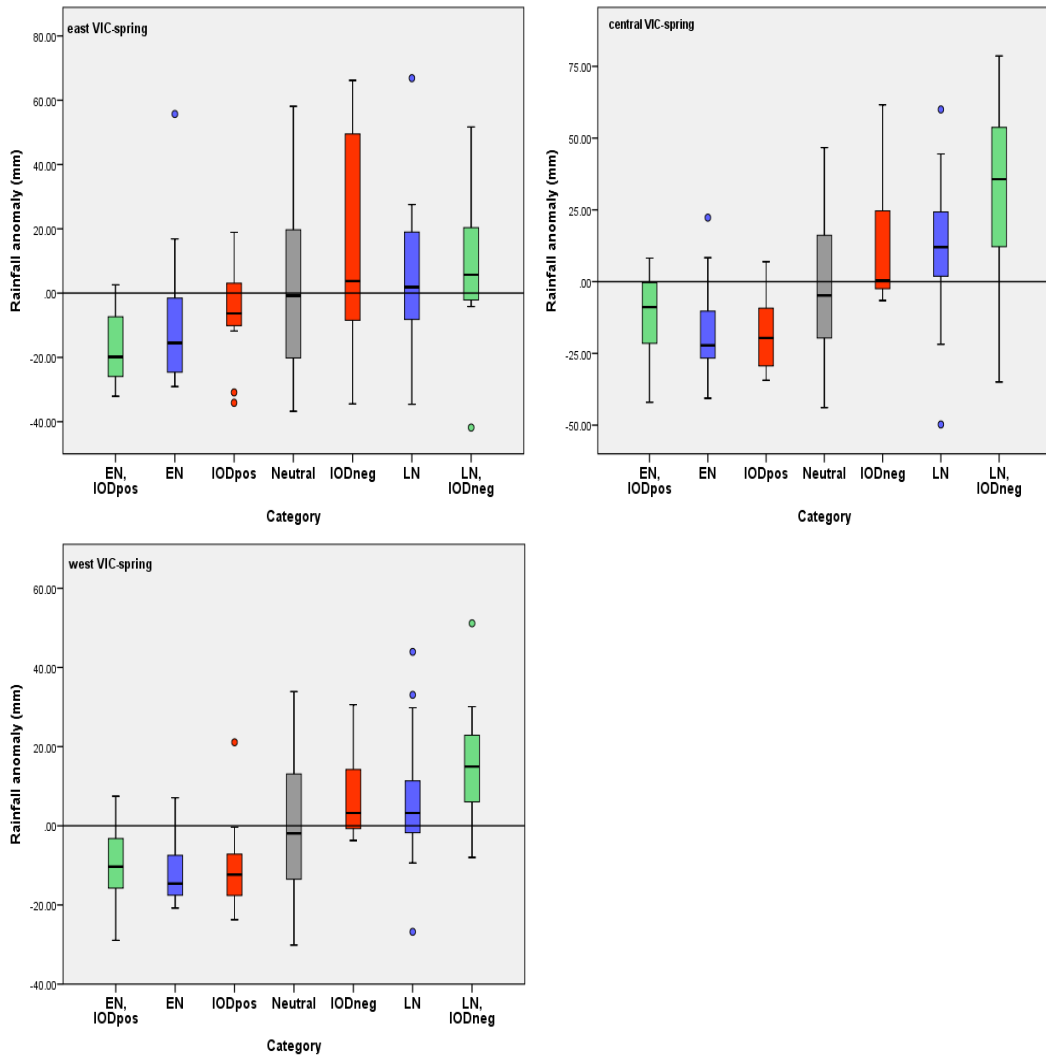 east VIC-spring
Rainfall anomaly (mm)
80.00
60.00
40.00
20.00
.00
-20.00
-40.00
EN, IODpos
EN
IODpos
Neutral
IODneg
LN
LN, IODneg
Category
central VIC-spring
Rainfall anomaly (mm)
75.00
50.00
25.00
.00
-25.00
-50.00
EN, IODpos
EN
IODpos
Neutral
IODneg
LN
LN, IODneg
Category
west VIC-spring
Rainfall anomaly (mm)
60.00
40.00
20.00
.00
-20.00
-40.00
EN, IODpos
EN
IODpos
Neutral
IODneg
LN
LN, IODneg
Category